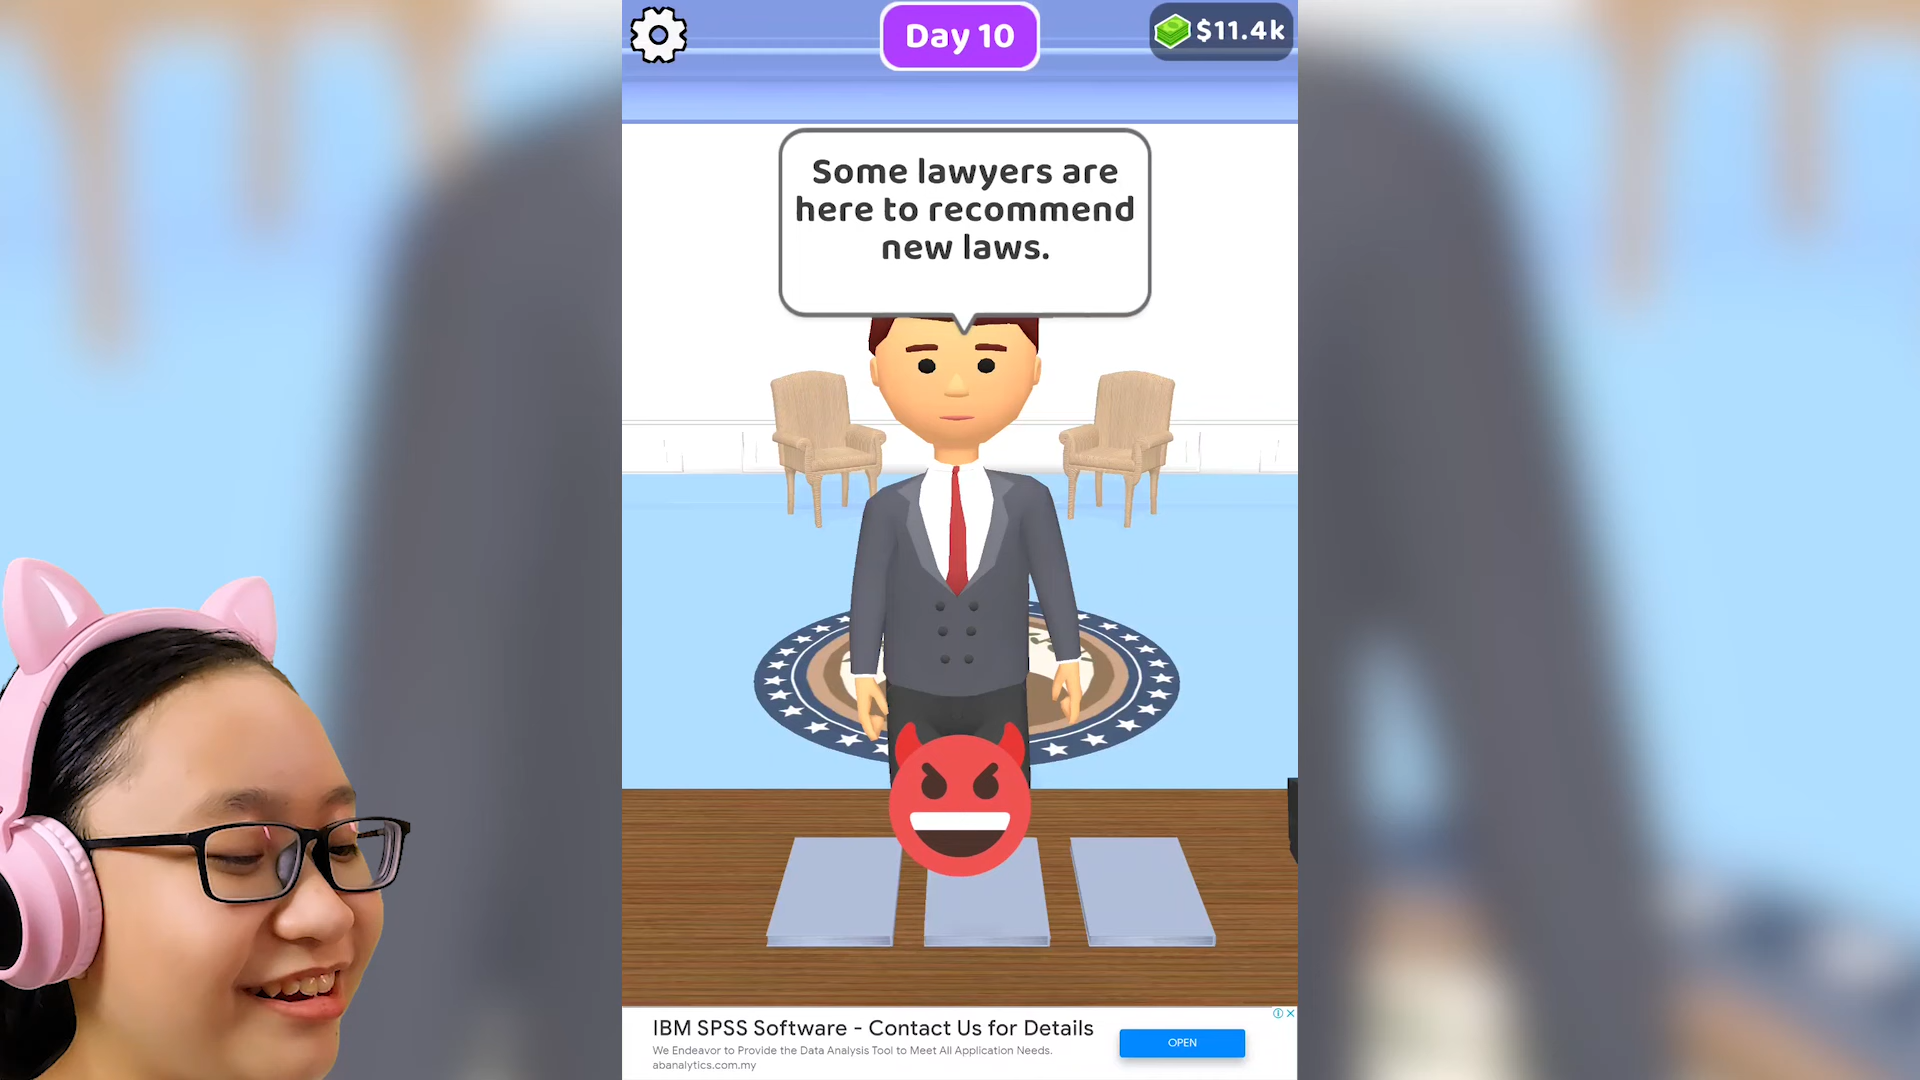 Day 10
$11.4k
Some lawyers are
here to recommend
new laws.
IBM SPSS Software - Contact Us for Details
We Endeavor to Provide the Data Analysis Tool to Meet All Application Needs.
abanalytics.com.my
OPEN